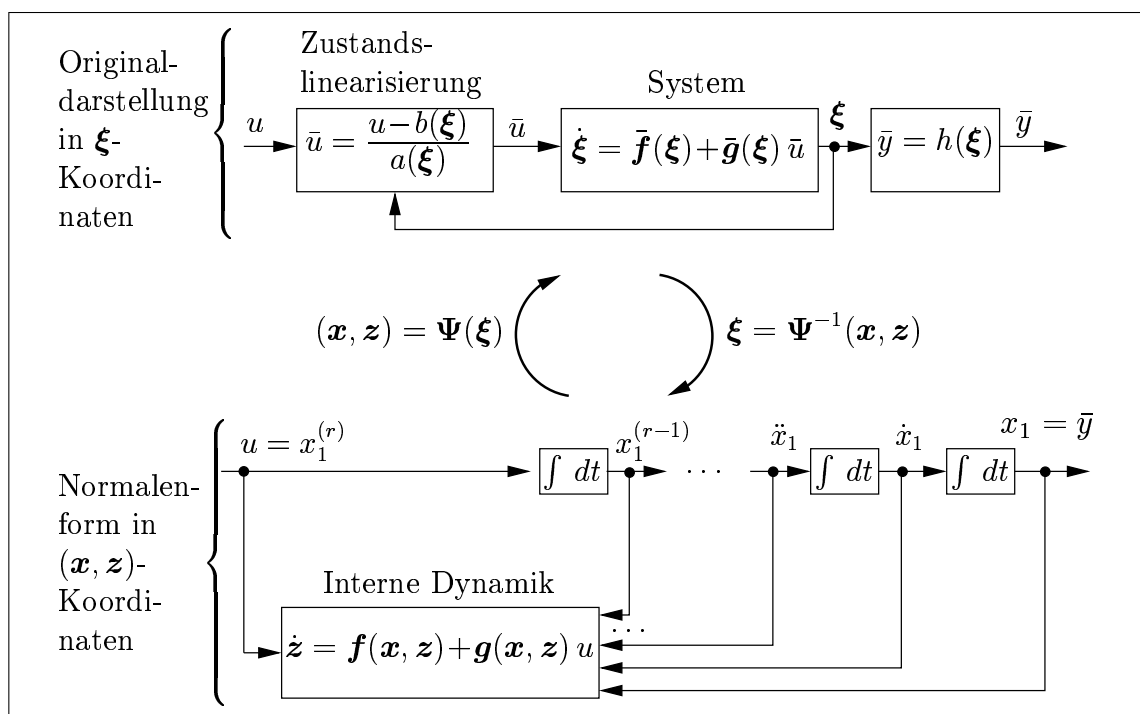 Original-
darstellung
in ξ-
Koordi-
naten
Zustands-
linearisierung
System
u
ū = (u−b(ξ))/a(ξ)
ū
ξ̇ = f̄(ξ)+ḡ(ξ) ū
ξ
ȳ = h(ξ)
ȳ
(x, z) = Ψ(ξ)
ξ = Ψ⁻¹(x, z)
Normalen-
form in
(x, z)-
Koordi-
naten
u = x₁⁽ʳ⁾
∫ dt
x₁⁽ʳ⁻¹⁾
···
ẍ₁
∫ dt
ẋ₁
∫ dt
x₁ = ȳ
Interne Dynamik
ż = f(x, z)+g(x, z) u
···